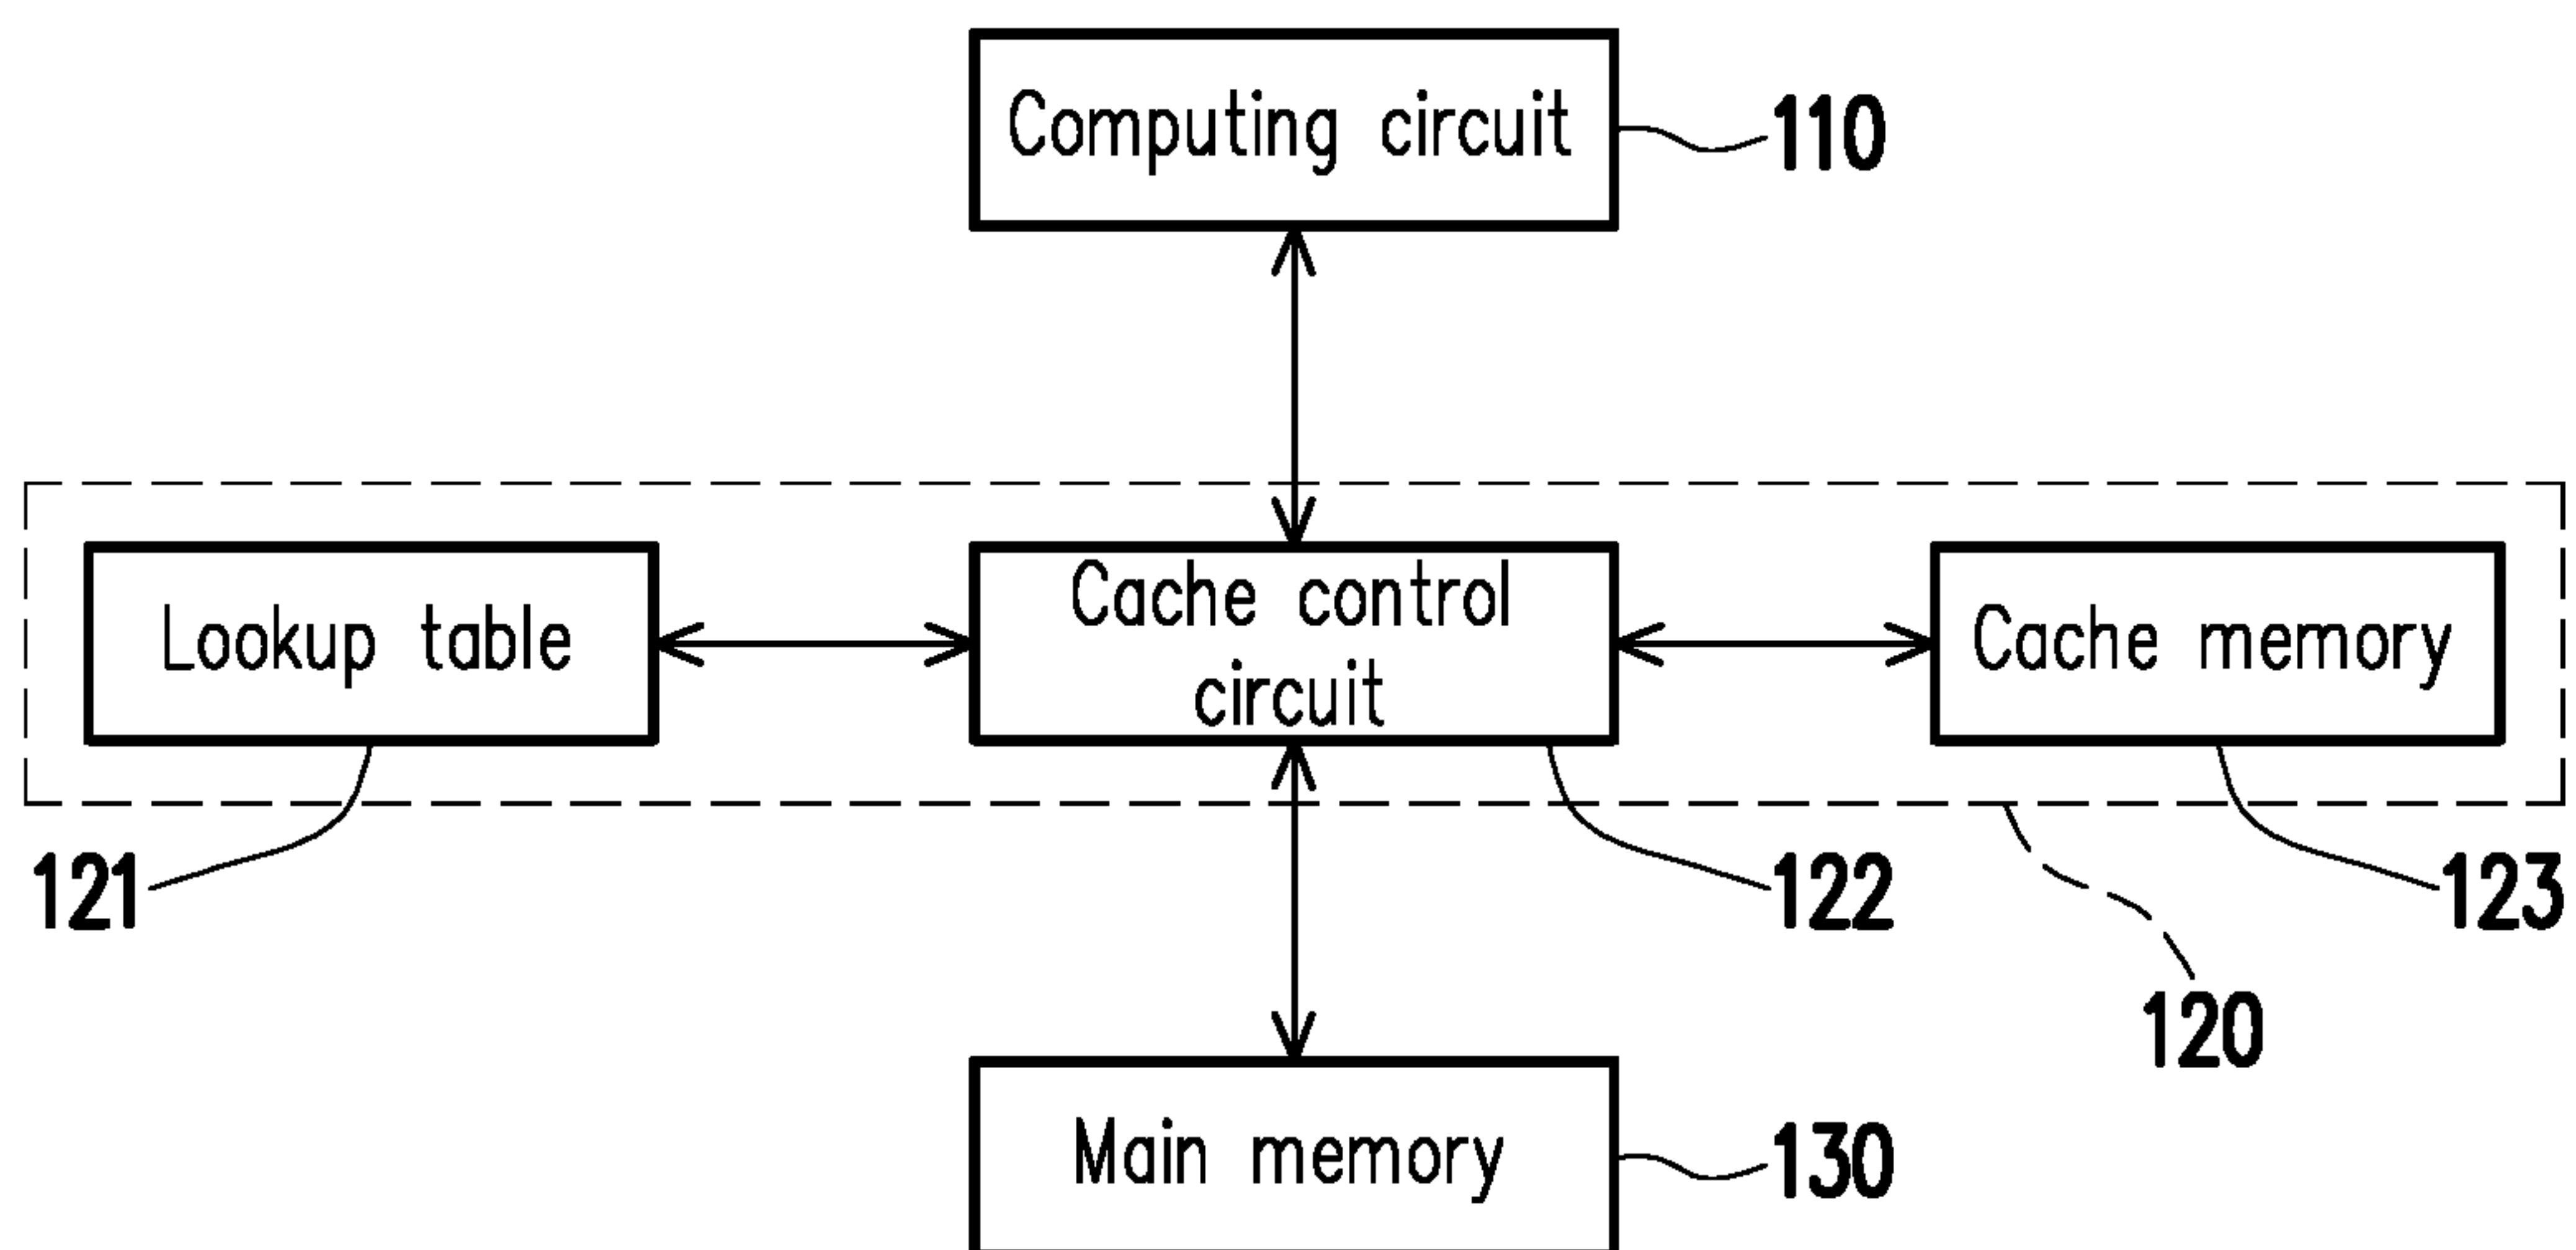 Computing circuit
110
Lookup table
Cache control
circuit
Cache memory
121
122
123
120
Main memory
130